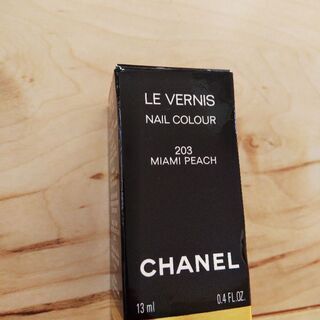 LE VERNIS
NAIL COLOUR
203
MIAMI PEACH
CHANEL
13 ml 0.4 FL.OZ.